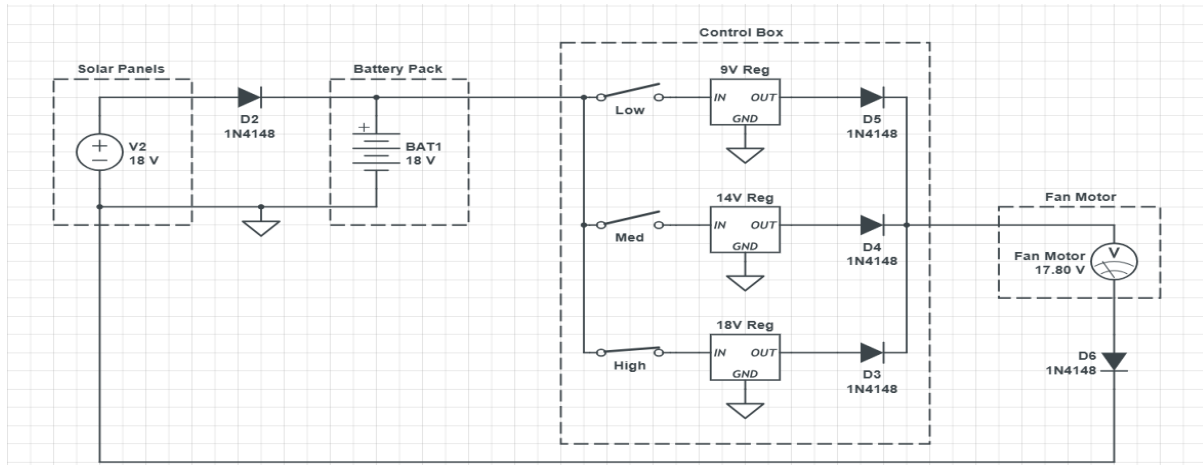 Control Box
Solar Panels
Battery Pack
9V Reg
IN OUT
GND
Low
D2
1N4148
D5
1N4148
+
V2
18 V
BAT1
18 V
14V Reg
IN OUT
GND
Med
D4
1N4148
Fan Motor
V
Fan Motor
17.80 V
18V Reg
IN OUT
GND
High
D3
1N4148
D6
1N4148